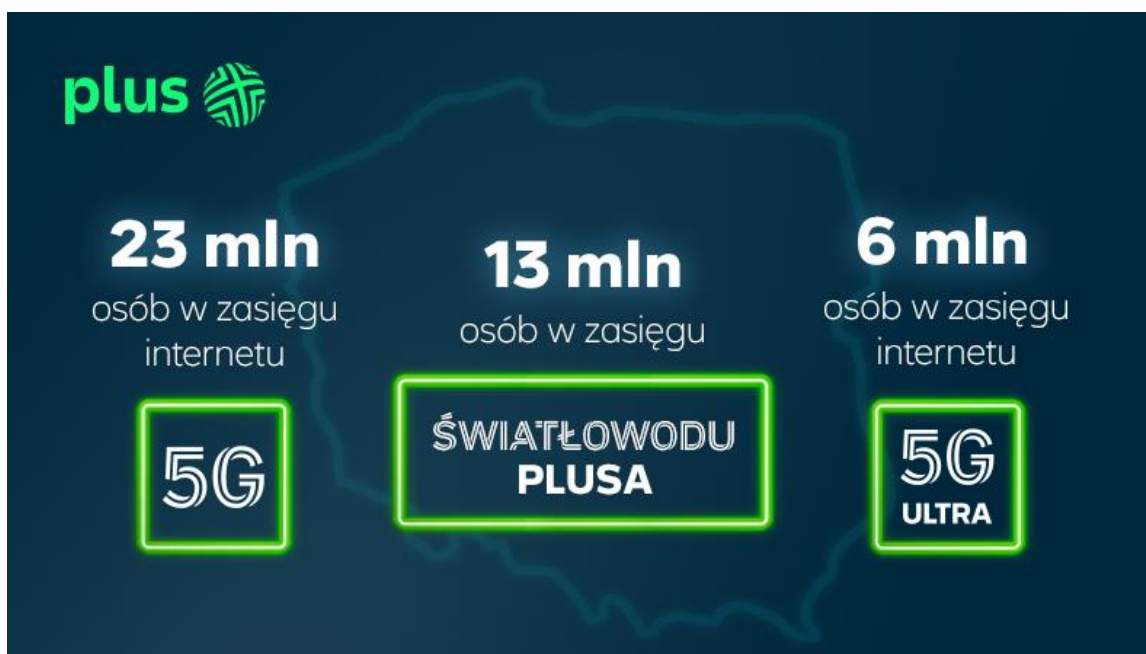 plus
23 mln
osób w zasięgu
internetu
5G
13 mln
osób w zasięgu
ŚWIATŁOWODU
PLUSA
6 mln
osób w zasięgu
internetu
5G
ULTRA